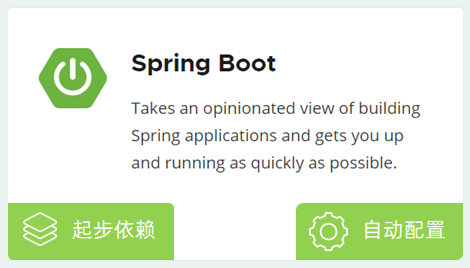 Spring Boot
Takes an opinionated view of building
Spring applications and gets you up
and running as quickly as possible.
起步依赖
自动配置